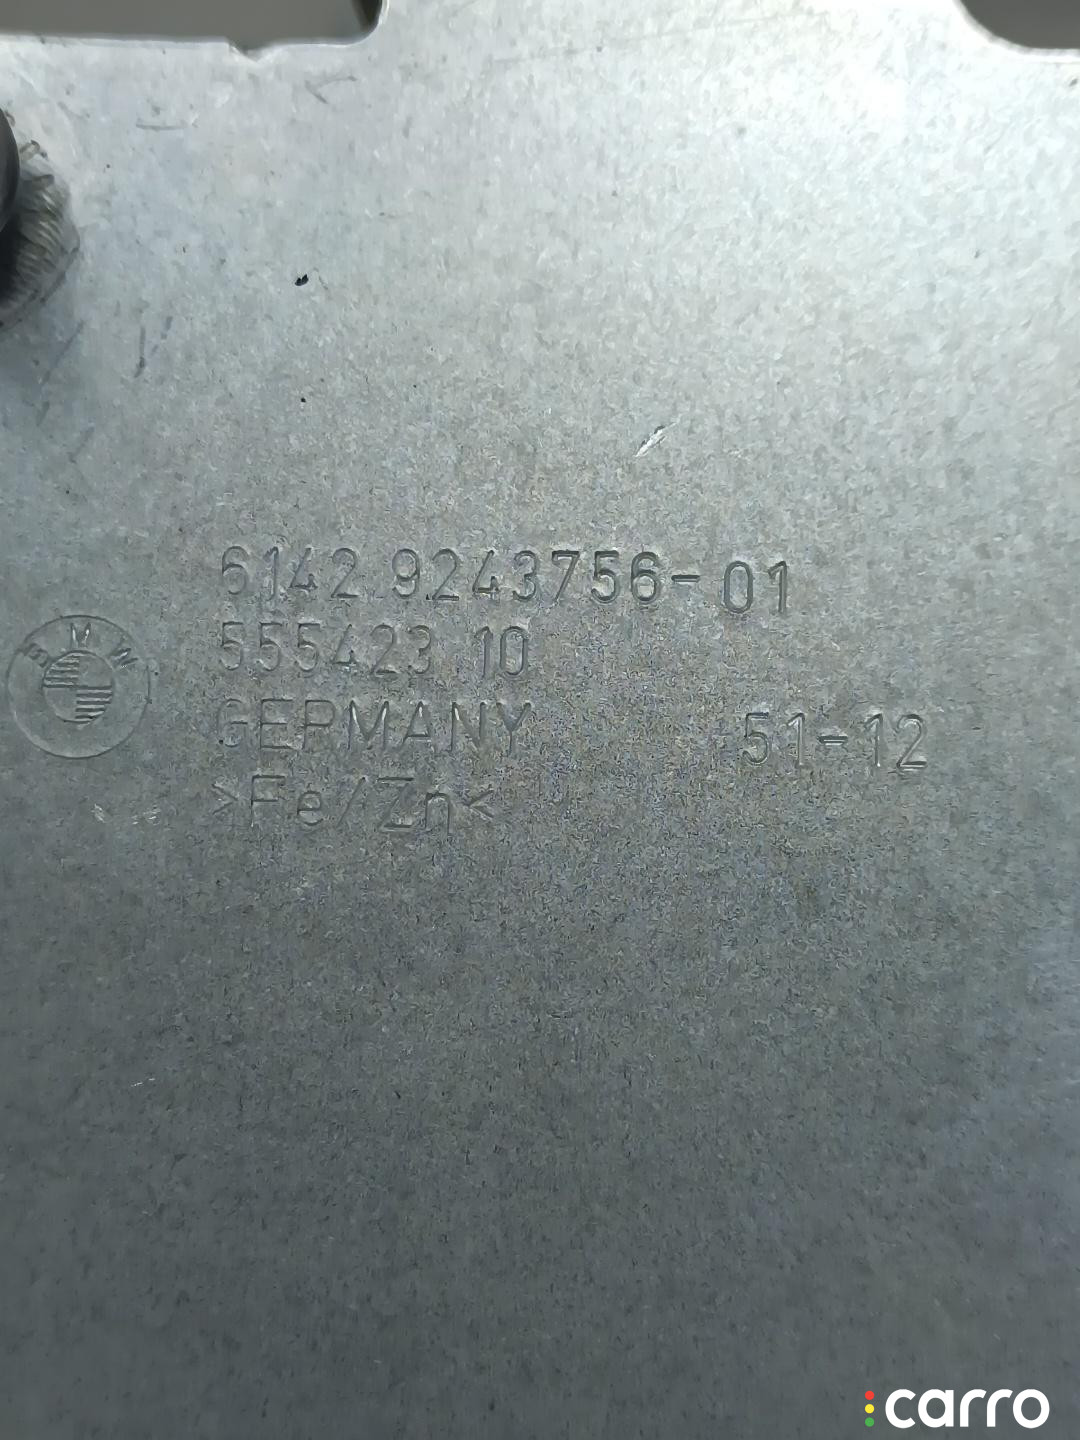 6142 9243756-01
555423 10
BMW
GERMANY 51-12
>Fe/Zn<
carro